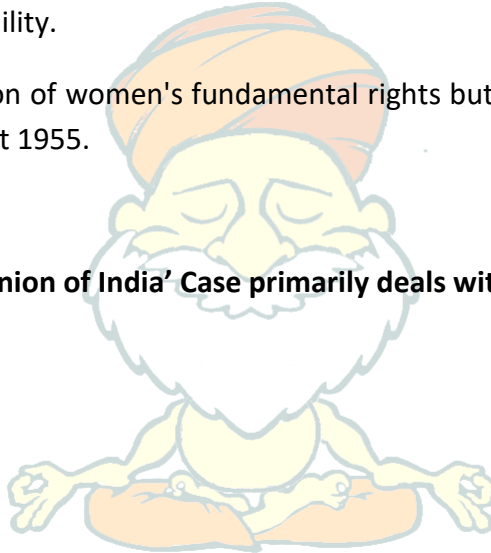 ility.
on of women's fundamental rights but
t 1955.
nion of India’ Case primarily deals wit